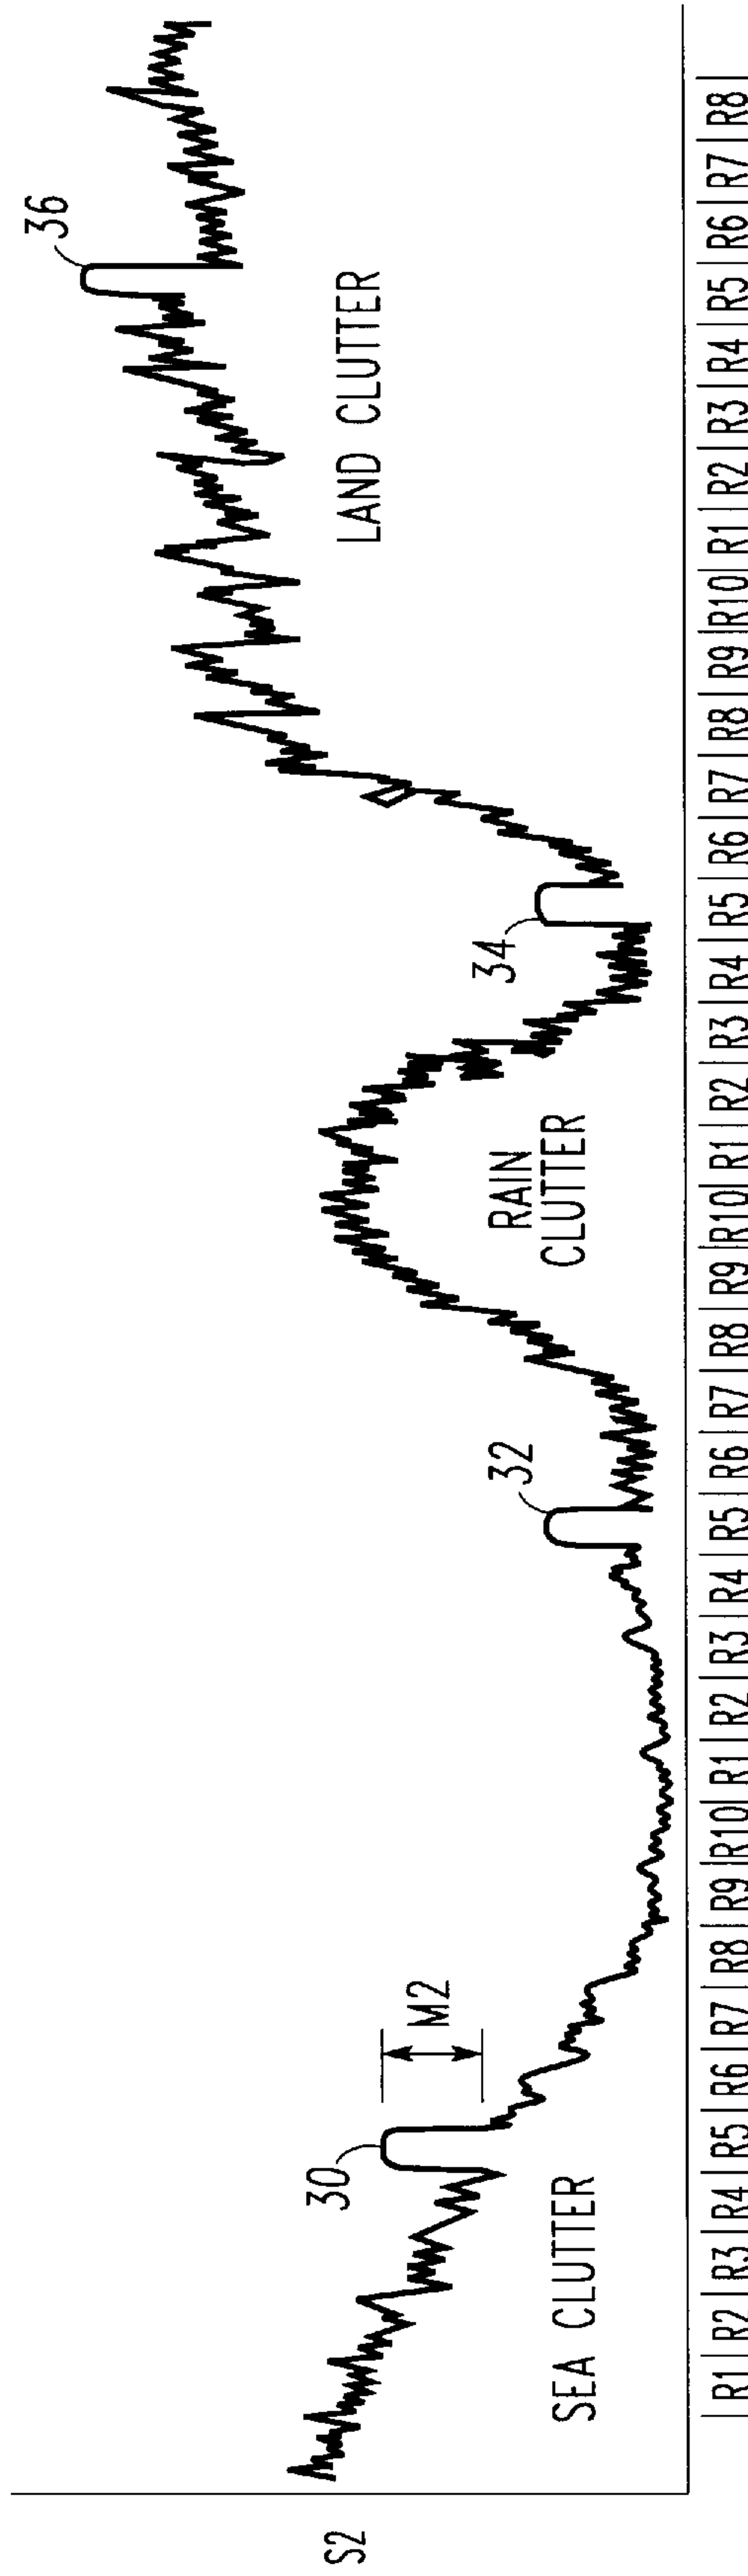 S2
36
30
LAND CLUTTER
M2
34
32
RAIN
CLUTTER
SEA CLUTTER
R1 R2 R3 R4 R5 R6 R7 R8 R9 R10 R1 R2 R3 R4 R5 R6 R7 R8 R9 R10 R1 R2 R3 R4 R5 R6 R7 R8 R9 R10 R1 R2 R3 R4 R5 R6 R7 R8